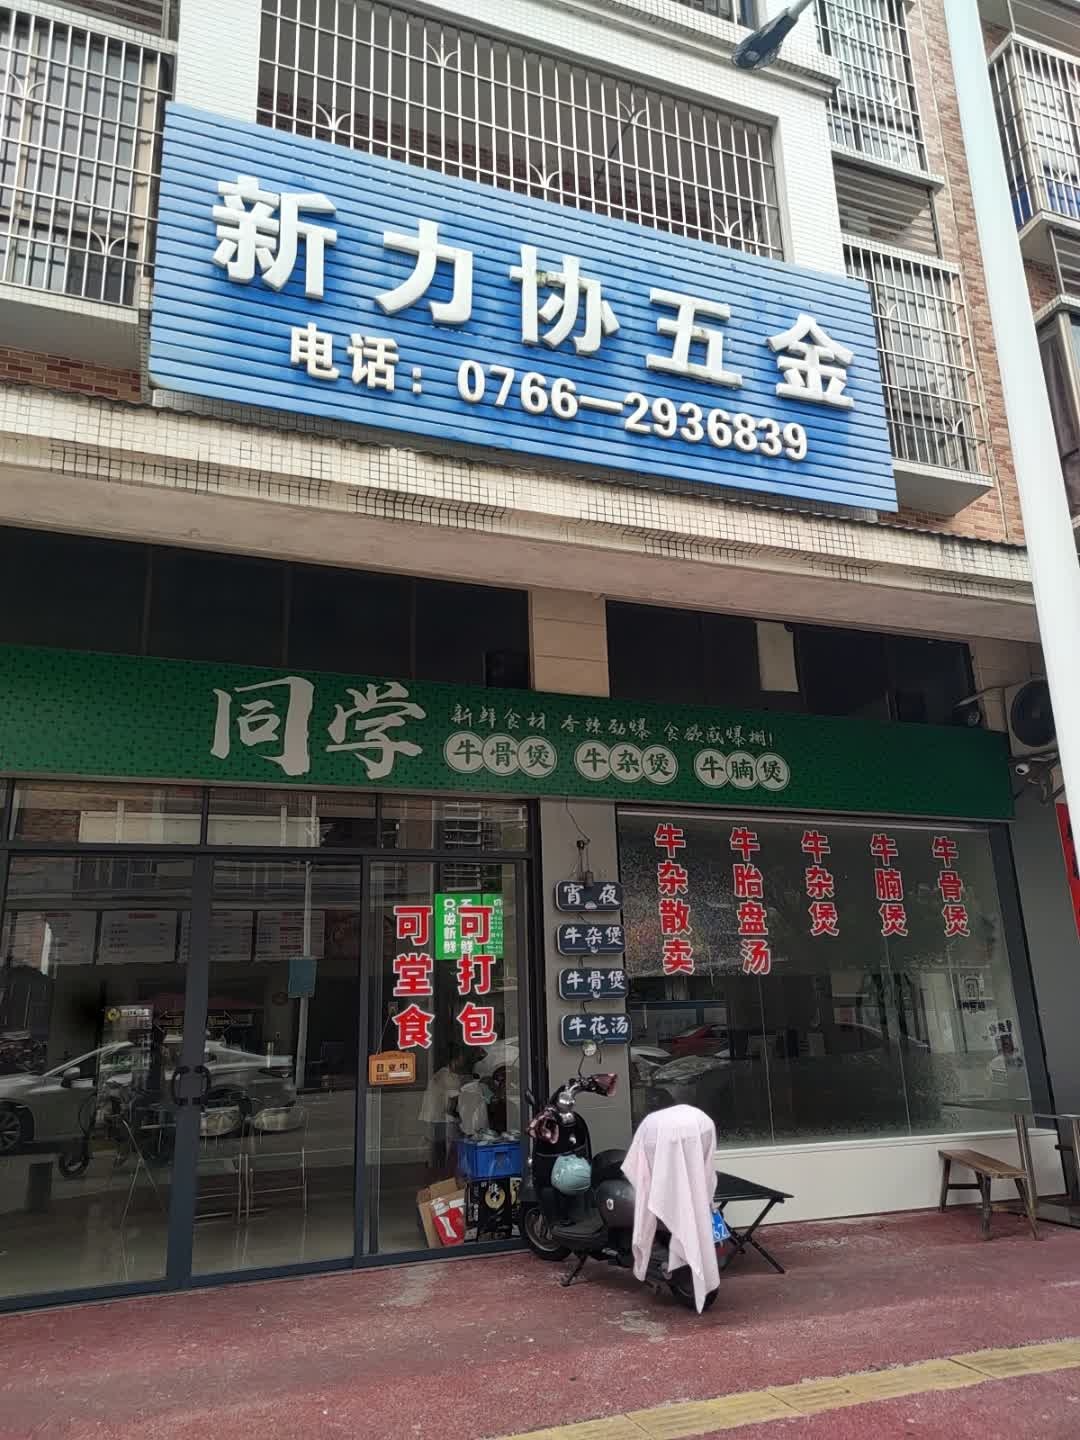 新力协五金
电话：0766—2936839
同学
新鲜食材 香辣劲爆 食欲感爆棚!
牛骨煲 牛杂煲 牛腩煲
牛杂散卖
牛胎盘汤
牛杂煲
牛腩煲
牛骨煲
宵夜
牛杂煲
牛骨煲
牛花汤
可堂食
可打包